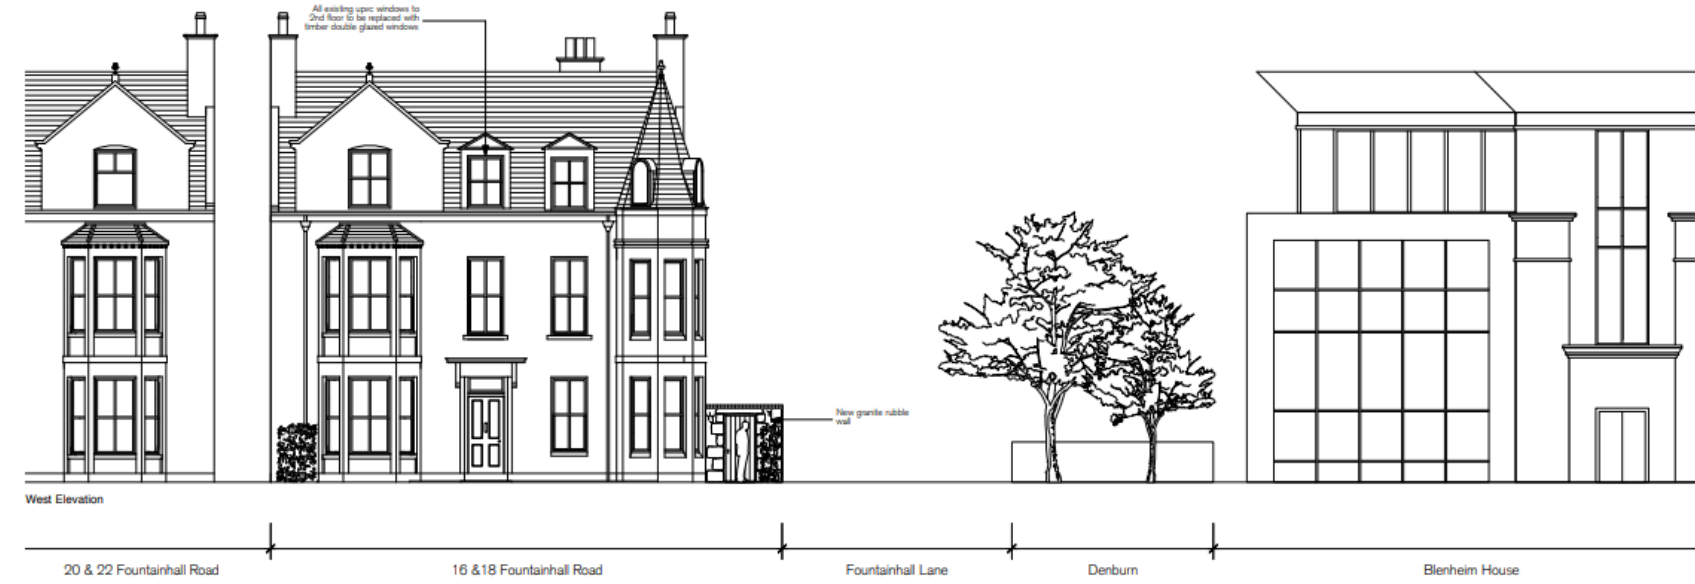 All existing upvc windows to
2nd floor to be replaced with
timber double glazed windows
New granite rubble
wall
West Elevation
20 & 22 Fountainhall Road
16 &18 Fountainhall Road
Fountainhall Lane
Denburn
Blenheim House